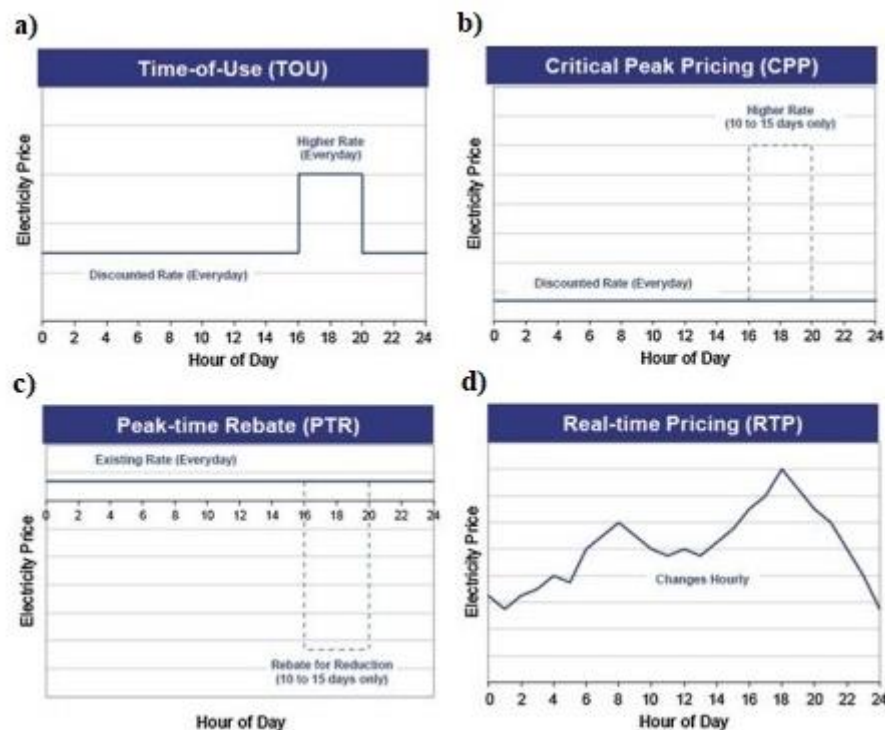 a)
Time-of-Use (TOU)
Electricity Price
Higher Rate
(Everyday)
Discounted Rate (Everyday)
0 2 4 6 8 10 12 14 16 18 20 22 24
Hour of Day
b)
Critical Peak Pricing (CPP)
Electricity Price
Higher Rate
(10 to 15 days only)
Discounted Rate (Everyday)
0 2 4 6 8 10 12 14 16 18 20 22 24
Hour of Day
c)
Peak-time Rebate (PTR)
Existing Rate (Everyday)
Electricity Price
0 2 4 6 8 10 12 14 16 18 20 22 24
Rebate for Reduction
(10 to 15 days only)
Hour of Day
d)
Real-time Pricing (RTP)
Electricity Price
Changes Hourly
0 2 4 6 8 10 12 14 16 18 20 22 24
Hour of Day